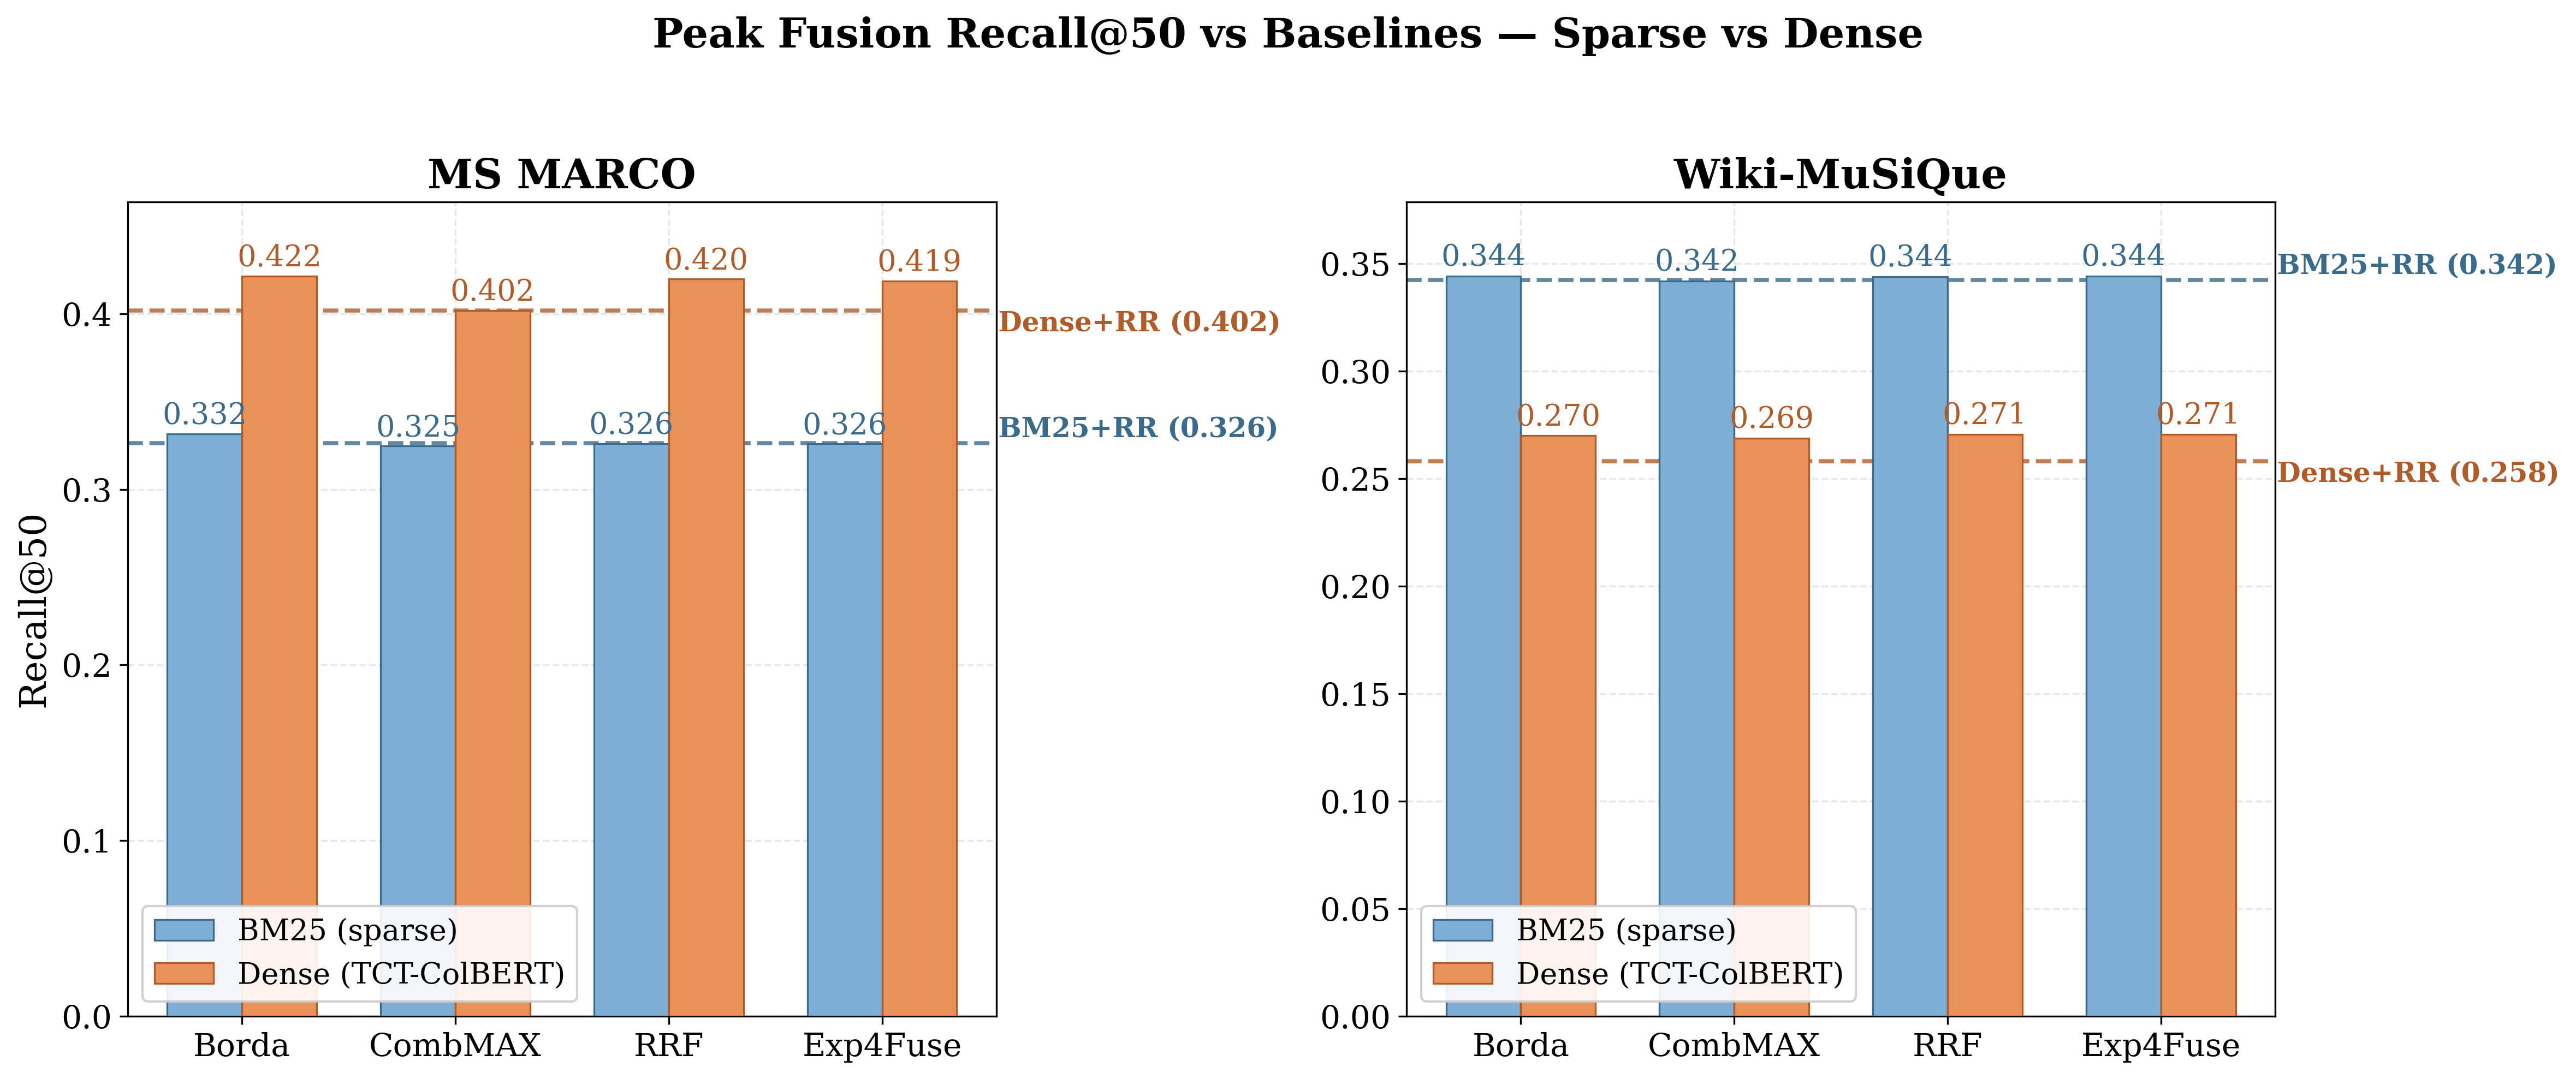 Peak Fusion Recall@50 vs Baselines — Sparse vs Dense
MS MARCO
Recall@50
0.4
0.3
0.2
0.1
0.0
0.332
0.422
0.325
0.402
0.326
0.420
0.326
0.419
Dense+RR (0.402)
BM25+RR (0.326)
BM25 (sparse)
Dense (TCT-ColBERT)
Borda
CombMAX
RRF
Exp4Fuse
Wiki-MuSiQue
0.35
0.30
0.25
0.20
0.15
0.10
0.05
0.00
0.344
0.270
0.342
0.269
0.344
0.271
0.344
0.271
BM25+RR (0.342)
Dense+RR (0.258)
BM25 (sparse)
Dense (TCT-ColBERT)
Borda
CombMAX
RRF
Exp4Fuse